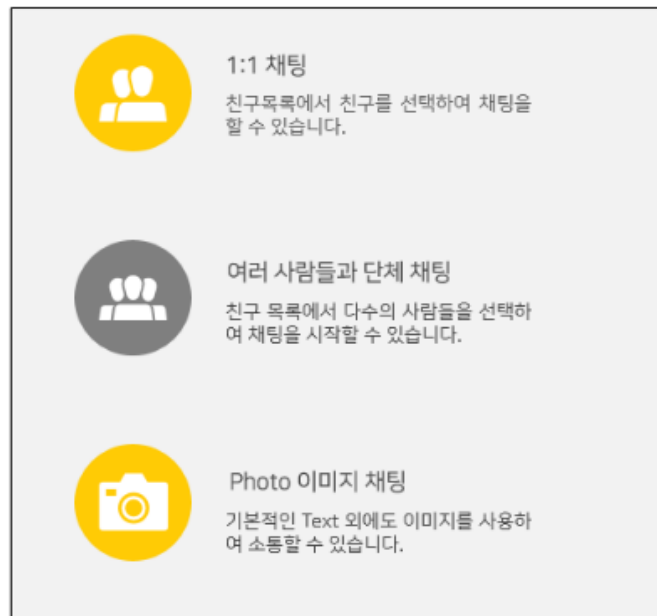 1:1 채팅
친구목록에서 친구를 선택하여 채팅을
할 수 있습니다.
여러 사람들과 단체 채팅
친구 목록에서 다수의 사람들을 선택하
여 채팅을 시작할 수 있습니다.
Photo 이미지 채팅
기본적인 Text 외에도 이미지를 사용하
여 소통할 수 있습니다.